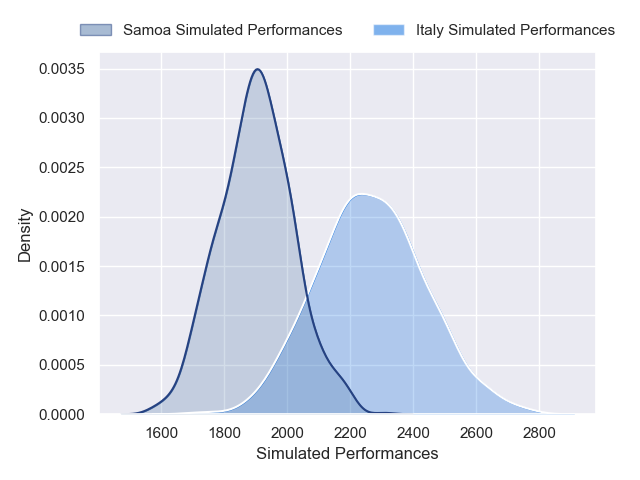 Samoa Simulated Performances
Italy Simulated Performances
0.0035
0.0030
0.0025
0.0020
0.0015
0.0010
0.0005
0.0000
Density
1600 1800 2000 2200 2400 2600 2800
Simulated Performances